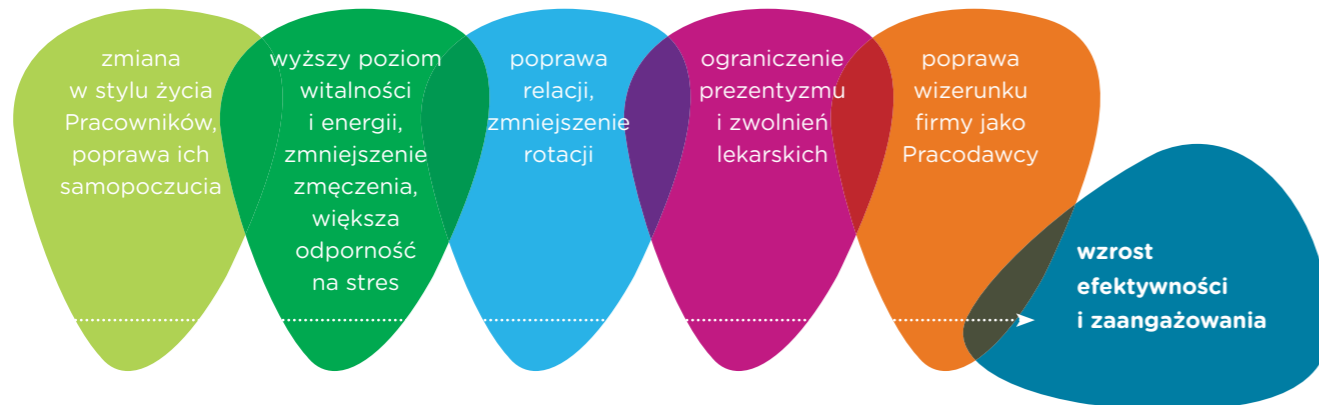 zmiana
w stylu życia
Pracowników,
poprawa ich
samopoczucia
wyższy poziom
witalności
i energii,
zmniejszenie
zmęczenia,
większa
odporność
na stres
poprawa
relacji,
zmniejszenie
rotacji
ograniczenie
prezentyzmu
i zwolnień
lekarskich
poprawa
wizerunku
firmy jako
Pracodawcy
wzrost
efektywności
i zaangażowania